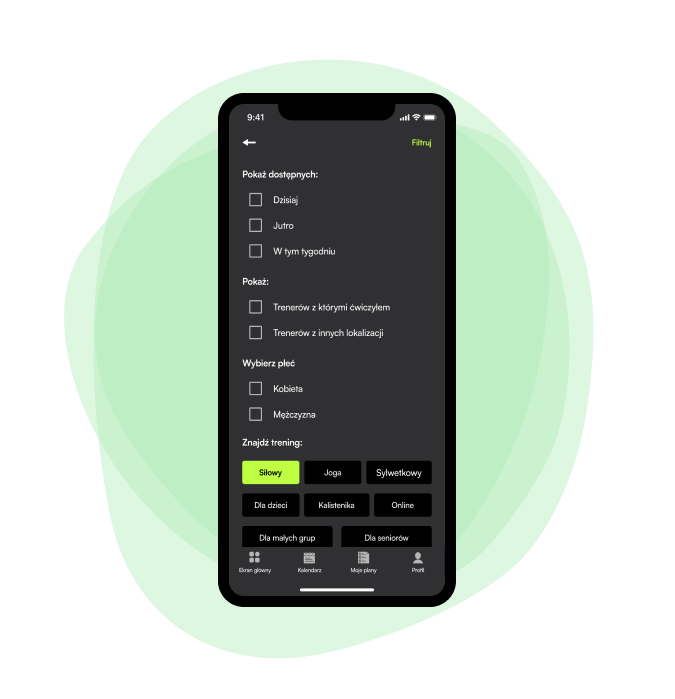 9:41
Filtruj
Pokaż dostępnych:
Dzisiaj
Jutro
W tym tygodniu
Pokaż:
Trenerów z którymi ćwiczyłem
Trenerów z innych lokalizacji
Wybierz płeć
Kobieta
Mężczyzna
Znajdź trening:
Siłowy Joga Sylwetkowy
Dla dzieci Kalistenika Online
Dla małych grup Dla seniorów
Ekran główny Kalendarz Moje plany Profil